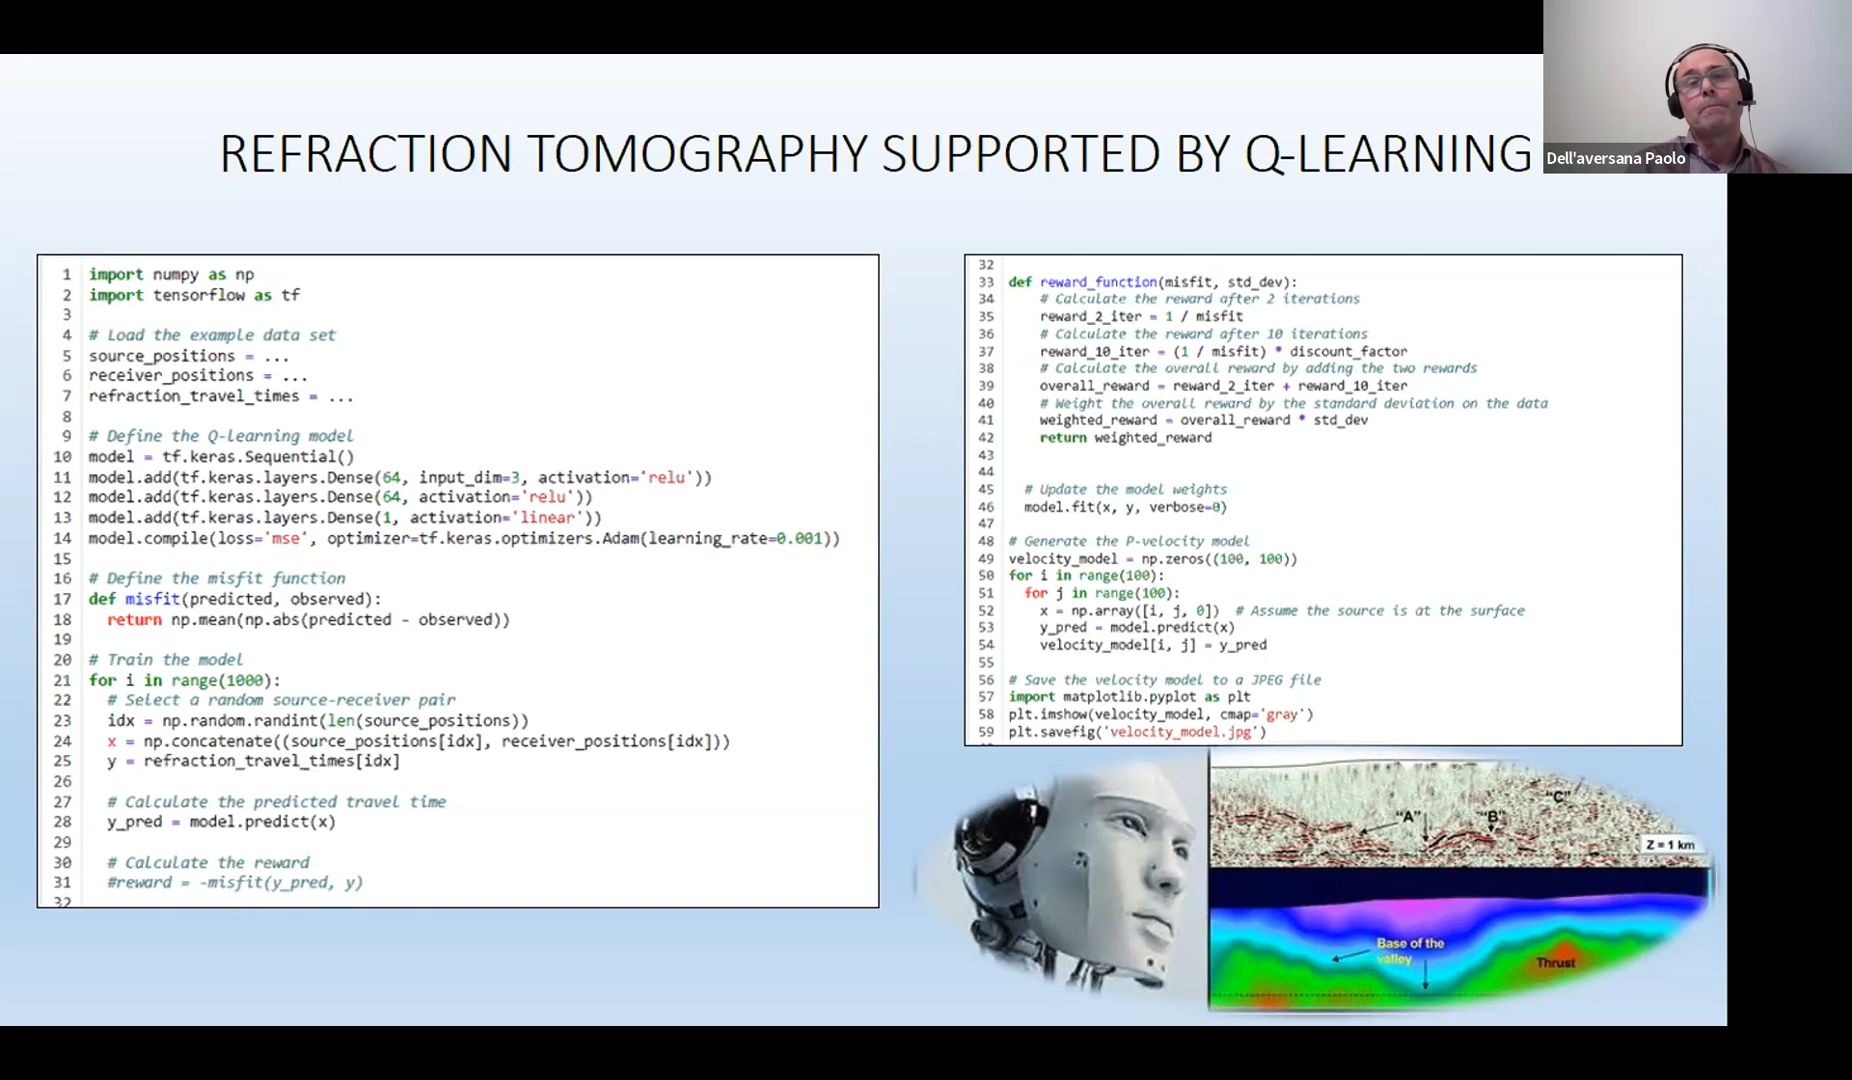 REFRACTION TOMOGRAPHY SUPPORTED BY Q-LEARNING
Dell'aversana Paolo
1 import numpy as np
2 import tensorflow as tf
3
4 # Load the example data set
5 source_positions = ...
6 receiver_positions = ...
7 refraction_travel_times = ...
8
9 # Define the Q-learning model
10 model = tf.keras.Sequential()
11 model.add(tf.keras.layers.Dense(64, input_dim=3, activation='relu'))
12 model.add(tf.keras.layers.Dense(64, activation='relu'))
13 model.add(tf.keras.layers.Dense(1, activation='linear'))
14 model.compile(loss='mse', optimizer=tf.keras.optimizers.Adam(learning_rate=0.001))
15
16 # Define the misfit function
17 def misfit(predicted, observed):
18   return np.mean(np.abs(predicted - observed))
19
20 # Train the model
21 for i in range(1000):
22   # Select a random source-receiver pair
23   idx = np.random.randint(len(source_positions))
24   x = np.concatenate((source_positions[idx], receiver_positions[idx]))
25   y = refraction_travel_times[idx]
26
27   # Calculate the predicted travel time
28   y_pred = model.predict(x)
29
30   # Calculate the reward
31   #reward = -misfit(y_pred, y)
32
32
33 def reward_function(misfit, std_dev):
34     # Calculate the reward after 2 iterations
35     reward_2_iter = 1 / misfit
36     # Calculate the reward after 10 iterations
37     reward_10_iter = (1 / misfit) * discount_factor
38     # Calculate the overall reward by adding the two rewards
39     overall_reward = reward_2_iter + reward_10_iter
40     # Weight the overall reward by the standard deviation on the data
41     weighted_reward = overall_reward * std_dev
42     return weighted_reward
43
44
45   # Update the model weights
46   model.fit(x, y, verbose=0)
47
48 # Generate the P-velocity model
49 velocity_model = np.zeros((100, 100))
50 for i in range(100):
51   for j in range(100):
52     x = np.array([i, j, 0])  # Assume the source is at the surface
53     y_pred = model.predict(x)
54     velocity_model[i, j] = y_pred
55
56 # Save the velocity model to a JPEG file
57 import matplotlib.pyplot as plt
58 plt.imshow(velocity_model, cmap='gray')
59 plt.savefig('velocity_model.jpg')
"A"
"B"
"C"
Z = 1 km
Base of the
valley
Thrust